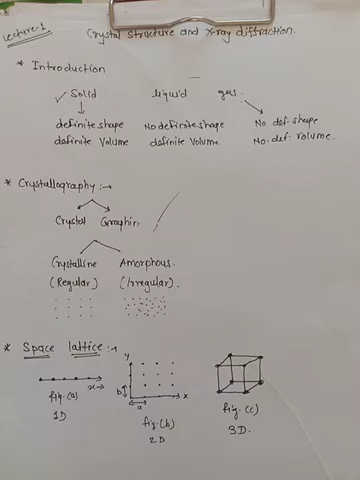 Lecture-1
Crystal Structure and X-ray diffraction.
* Introduction
✓ Solid liquid gas.
definite shape No definite shape No def. shape
definite Volume definite Volume No. def. volume.
* Crystallography :→
Crystal Graphin
Crystalline Amorphous.
(Regular) (Irregular).
* Space lattice :→
y
b
a
x
x→
fig.(a) fig.(b) fig.(c)
1D 2D 3D.